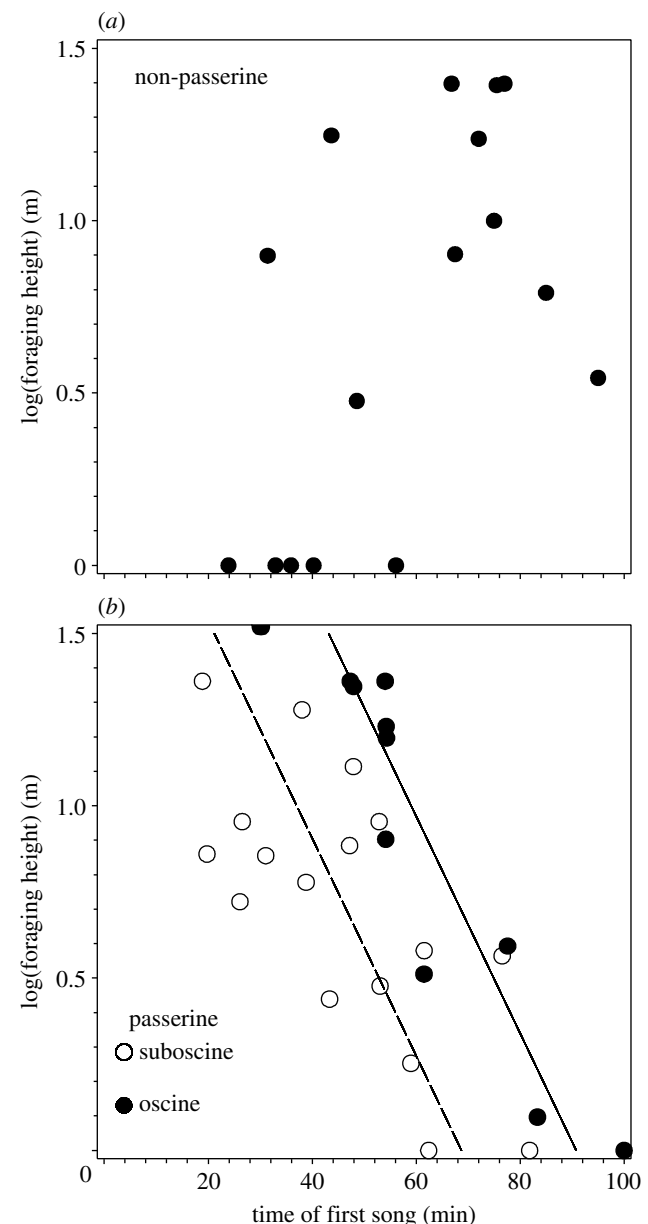 (a)
1.5
non-passerine
1.0
0.5
0
log(foraging height) (m)
(b)
1.5
1.0
0.5
log(foraging height) (m)
passerine
suboscine
oscine
0 20 40 60 80 100
time of first song (min)